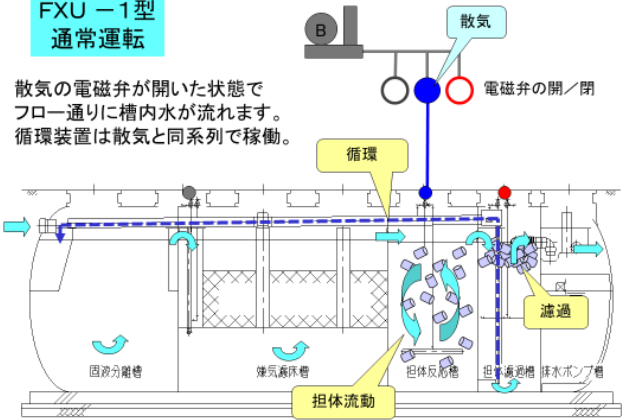 FXU －１型
通常運転
B
散気
散気の電磁弁が開いた状態で
フロー通りに槽内水が流れます。
循環装置は散気と同系列で稼働。
電磁弁の開／閉
循環
濾過
固液分離槽
嫌気濾床槽
担体反応槽
担体濾過槽
排水ポンプ槽
担体流動